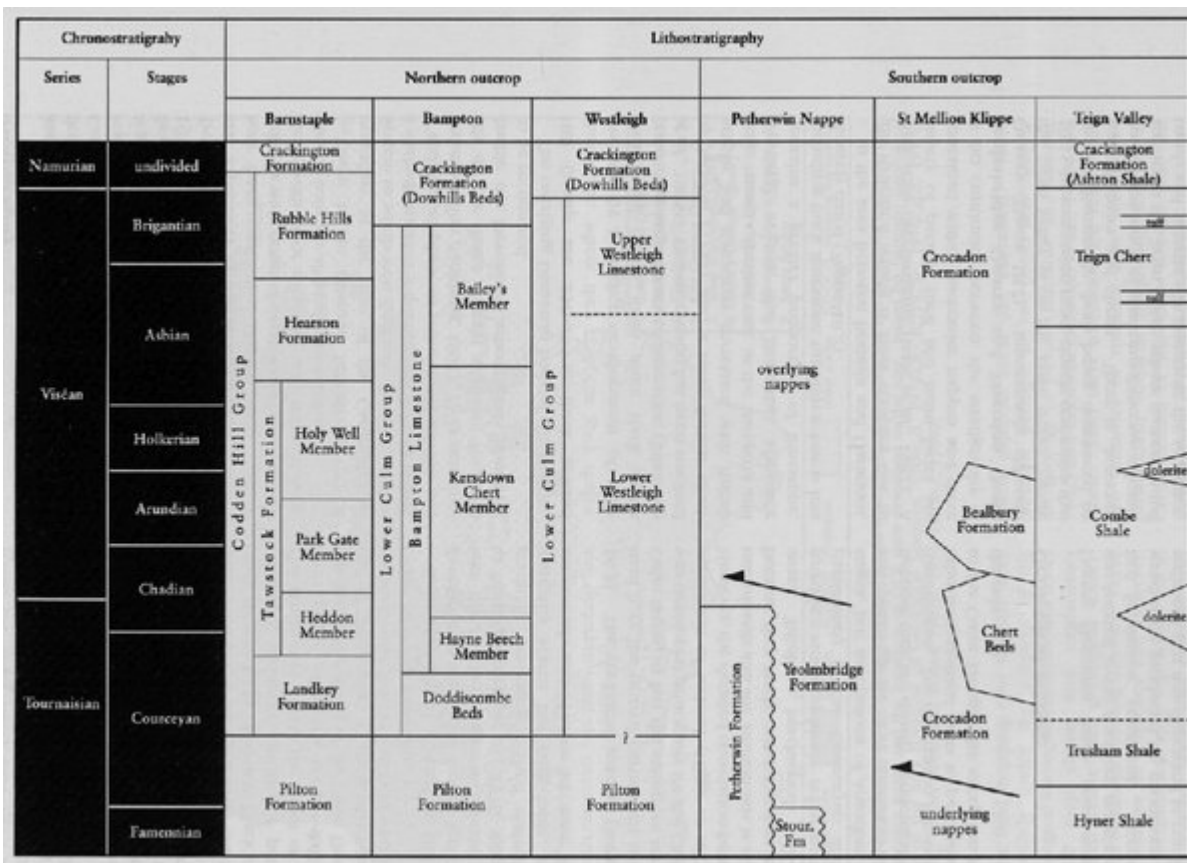 Chronostratigrahy
Lithostratigraphy
Series
Stages
Northern outcrop
Southern outcrop
Barnstaple
Bampton
Westleigh
Petherwin Nappe
St Mellion Klippe
Teign Valley
Namurian
undivided
Brigantian
Asbian
Viséan
Holkerian
Arundian
Chadian
Tournaisian
Courceyan
Famennian
Codden Hill Group
Crackington
Formation
Rubble Hills
Formation
Hearson
Formation
Tawstock Formation
Holy Well
Member
Park Gate
Member
Heddon
Member
Landkey
Formation
Pilton
Formation
Lower Culm Group
Crackington
Formation
(Dowhills Beds)
Bampton Limestone
Bailey's
Member
Kersdown
Chert
Member
Hayne Beech
Member
Doddiscombe
Beds
Pilton
Formation
Lower Culm Group
Crackington
Formation
(Dowhills Beds)
Upper
Westleigh
Limestone
Lower
Westleigh
Limestone
?
Pilton
Formation
overlying
nappes
Petherwin Formation
Yeolmbridge
Formation
Stour.
Fm
Crocadon
Formation
Bealbury
Formation
Chert
Beds
Crocadon
Formation
underlying
nappes
Crackington
Formation
(Ashton Shale)
tuff
Teign Chert
tuff
dolerite
Combe
Shale
dolerite
Trusham Shale
Hyner Shale